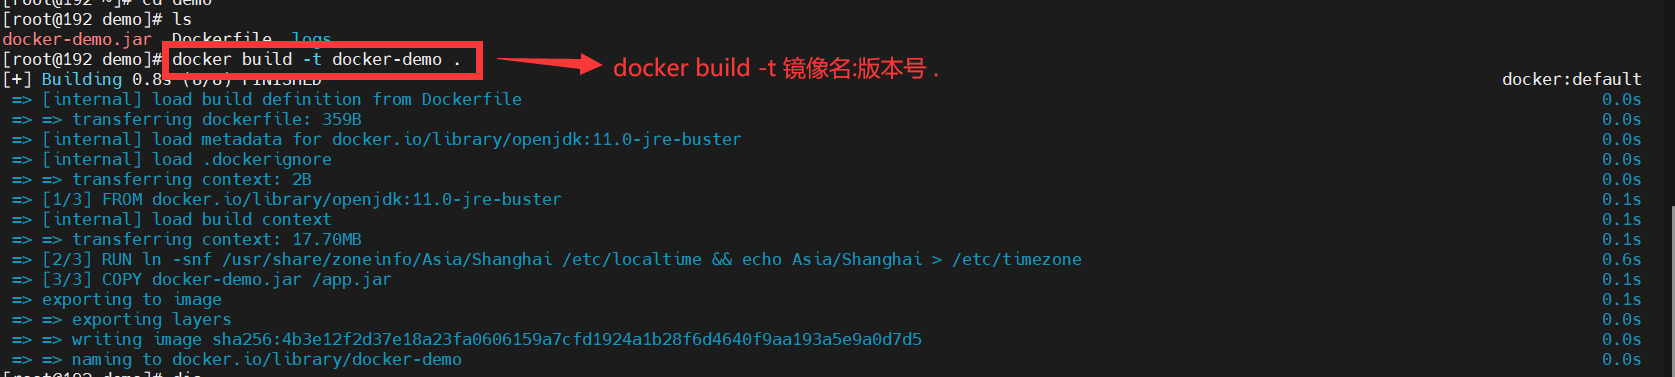 [root@192 ~]# cd demo
[root@192 demo]# ls
docker-demo.jar Dockerfile logs
[root@192 demo]# docker build -t docker-demo .
docker build -t 镜像名:版本号 .
[+] Building 0.8s (8/8) FINISHED docker:default
=> [internal] load build definition from Dockerfile 0.0s
=> => transferring dockerfile: 359B 0.0s
=> [internal] load metadata for docker.io/library/openjdk:11.0-jre-buster 0.0s
=> [internal] load .dockerignore 0.0s
=> => transferring context: 2B 0.0s
=> [1/3] FROM docker.io/library/openjdk:11.0-jre-buster 0.1s
=> [internal] load build context 0.1s
=> => transferring context: 17.70MB 0.1s
=> [2/3] RUN ln -snf /usr/share/zoneinfo/Asia/Shanghai /etc/localtime && echo Asia/Shanghai > /etc/timezone 0.6s
=> [3/3] COPY docker-demo.jar /app.jar 0.1s
=> exporting to image 0.1s
=> => exporting layers 0.0s
=> => writing image sha256:4b3e12f2d37e18a23fa0606159a7cfd1924a1b28f6d4640f9aa193a5e9a0d7d5 0.0s
=> => naming to docker.io/library/docker-demo 0.0s
[root@192 demo]#